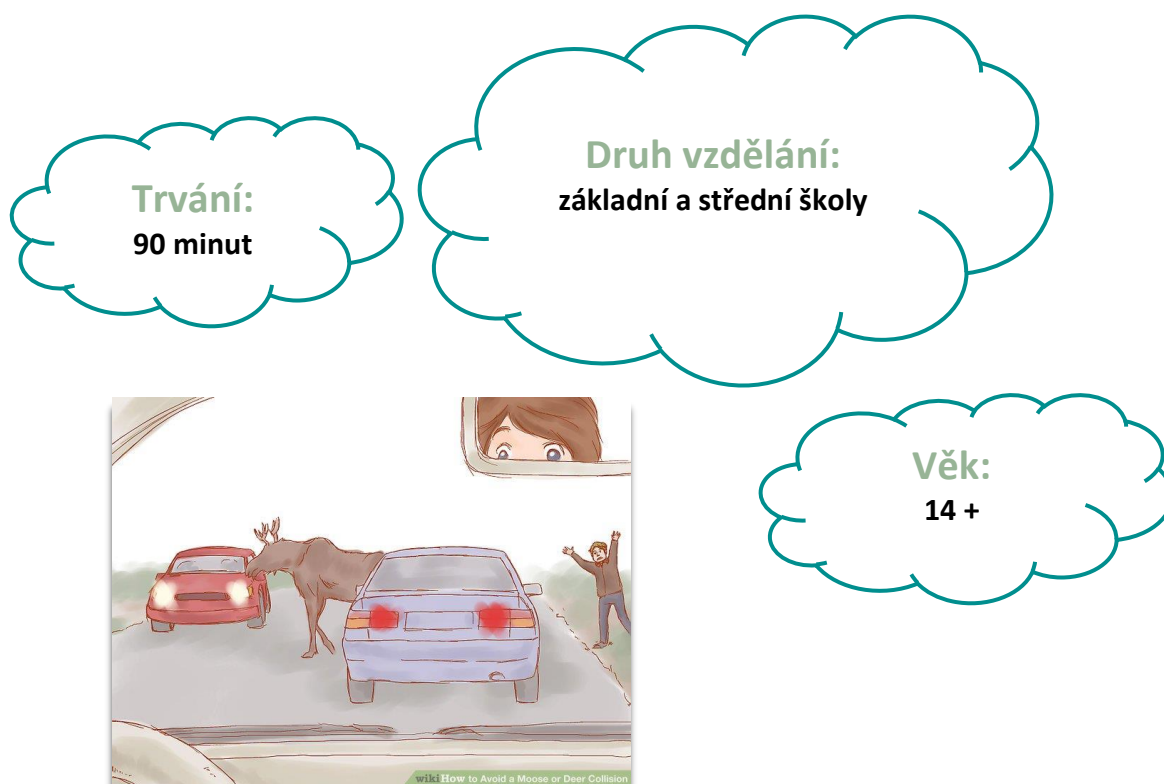 Druh vzdělání:
základní a střední školy
Trvání:
90 minut
Věk:
14 +
wikiHow to Avoid a Moose or Deer Collision